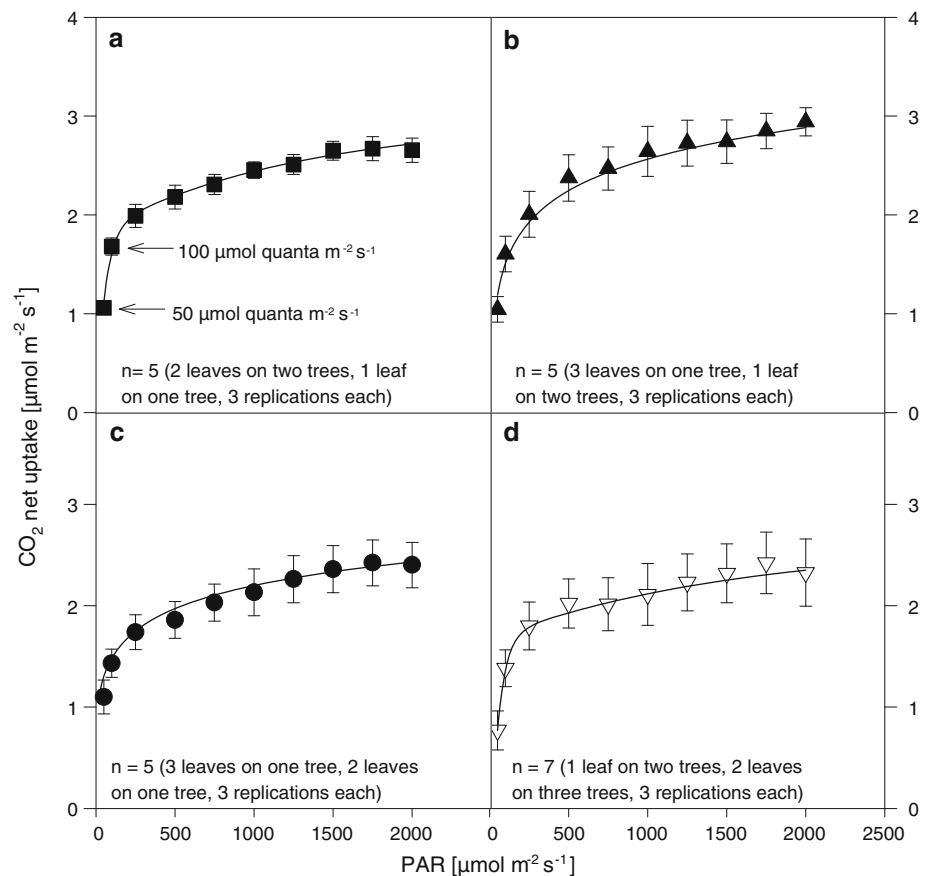 a
b
4
3
2
1
0
4
3
2
1
0
100 µmol quanta m⁻² s⁻¹
50 µmol quanta m⁻² s⁻¹
n= 5 (2 leaves on two trees, 1 leaf
on one tree, 3 replications each)
n = 5 (3 leaves on one tree, 1 leaf
on two trees, 3 replications each)
CO₂ net uptake [µmol m⁻² s⁻¹]
c
d
3
2
1
0
3
2
1
0
n = 5 (3 leaves on one tree, 2 leaves
on one tree, 3 replications each)
n = 7 (1 leaf on two trees, 2 leaves
on three trees, 3 replications each)
0 500 1000 1500 2000 0 500 1000 1500 2000 2500
PAR [µmol m⁻² s⁻¹]